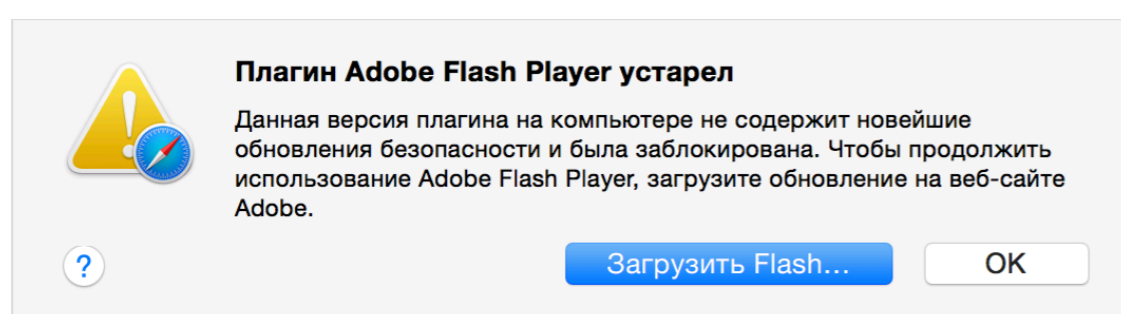 Плагин Adobe Flash Player устарел
Данная версия плагина на компьютере не содержит новейшие
обновления безопасности и была заблокирована. Чтобы продолжить
использование Adobe Flash Player, загрузите обновление на веб-сайте
Adobe.
? Загрузить Flash... OK